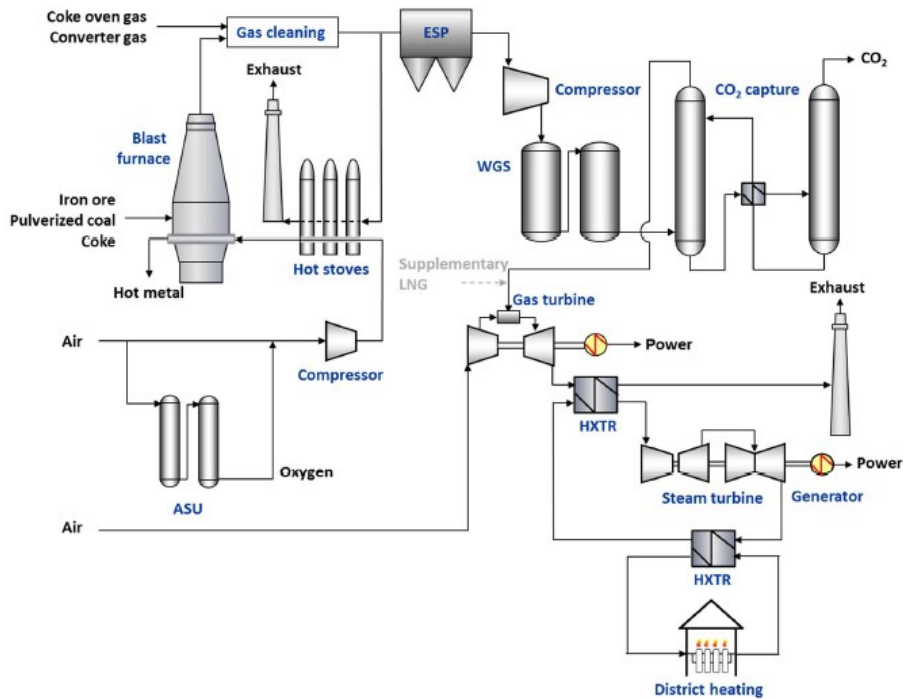 Coke oven gas
Converter gas
Gas cleaning
ESP
CO₂
Exhaust
Compressor
CO₂ capture
Blast
furnace
WGS
Iron ore
Pulverized coal
Coke
Hot stoves
Hot metal
Supplementary
LNG
Gas turbine
Exhaust
Air
Compressor
Power
HXTR
Oxygen
ASU
Power
Steam turbine
Generator
Air
HXTR
District heating